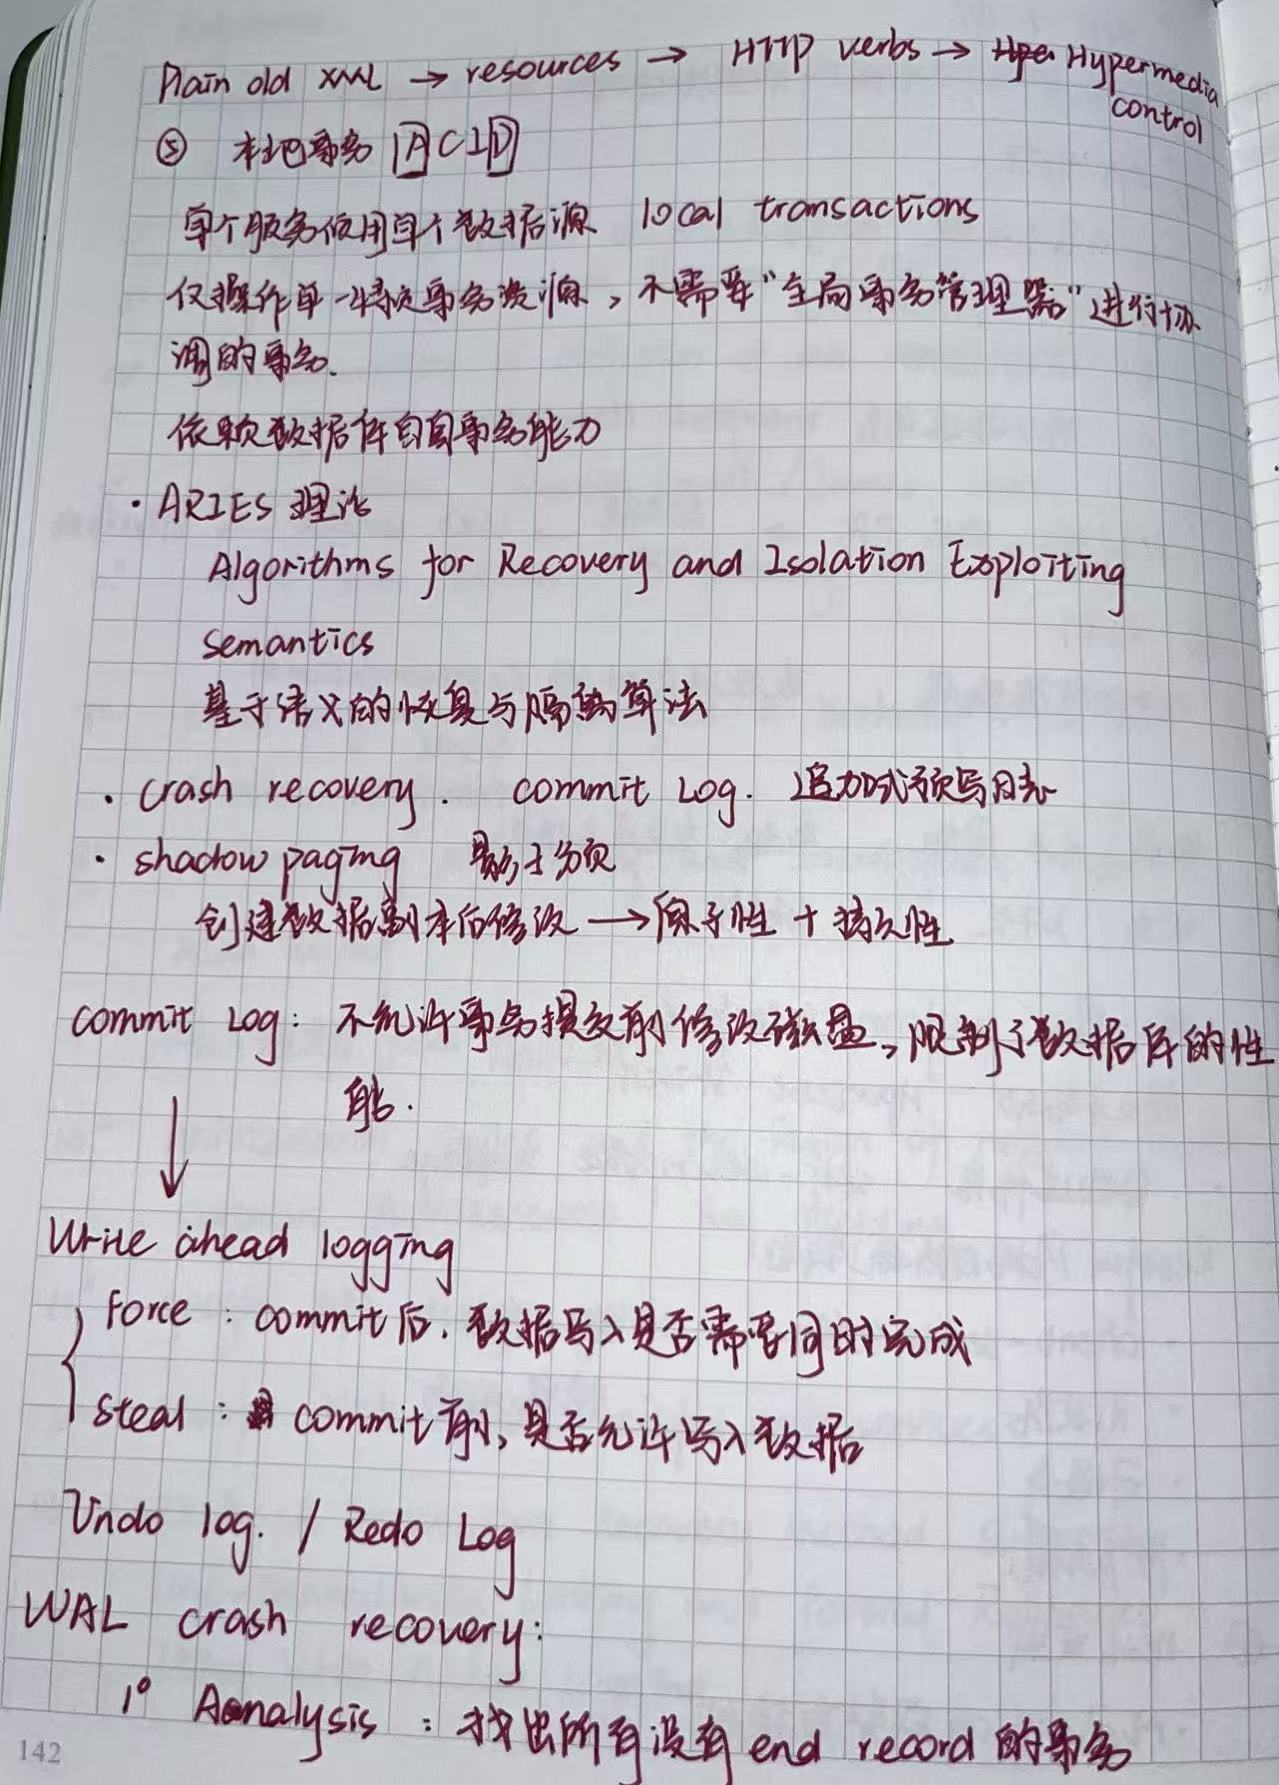 Plain old XML → resources → HTTP verbs → Hypermedia
control
⑤ 本地事务 ACID
单个服务使用单个数据源 local transactions
仅操作单一特定事务资源，不需要"全局事务管理器"进行协
调的事务.
依赖数据库自身事务能力
· ARIES 理论
Algorithms for Recovery and Isolation Exploiting
Semantics
基于语义的恢复与隔离算法
· crash recovery. commit Log. 追加式预写日志
· shadow paging 影子分页
创建数据副本后修改 → 原子性 + 持久性
commit Log: 不允许事务提交前修改磁盘，限制了数据库的性
能.
↓
Write ahead logging
Force : commit后，数据写入是否需要同时完成
Steal : commit前，是否允许写入数据
Undo log. / Redo Log
WAL crash recovery:
1° Aanalysis : 找出所有没有 end record 的事务
142